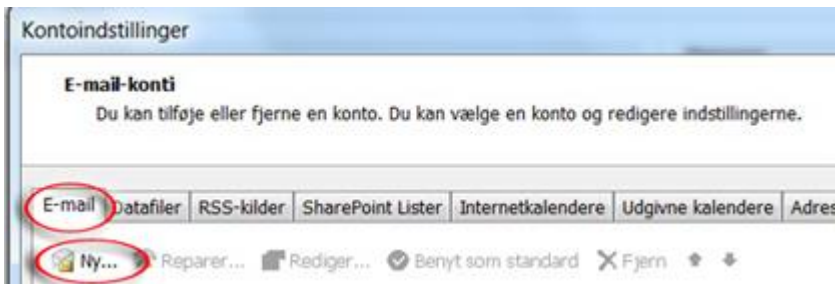 Kontoindstillinger
E-mail-konti
Du kan tilføje eller fjerne en konto. Du kan vælge en konto og redigere indstillingerne.
E-mail Datafiler RSS-kilder SharePoint Lister Internetkalendere Udgivne kalendere Adres
Ny... Reparer... Rediger... Benyt som standard Fjern